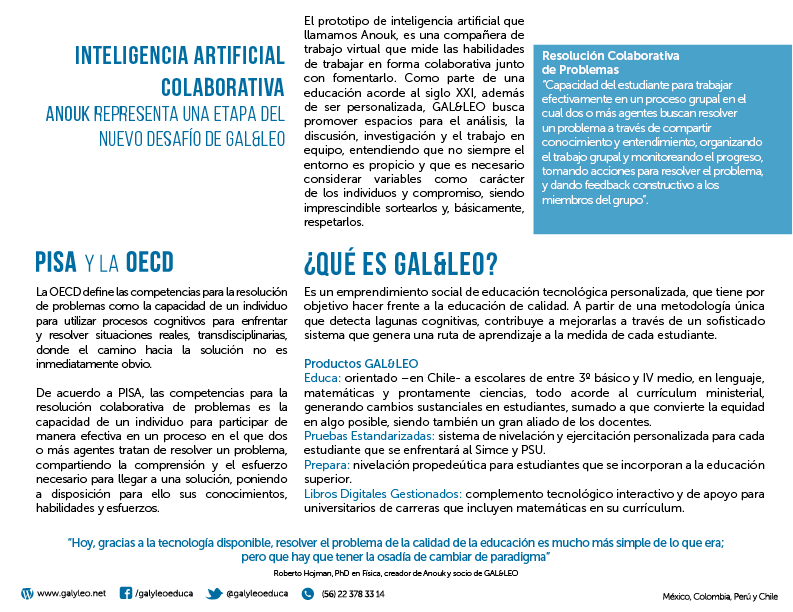 INTELIGENCIA ARTIFICIAL
COLABORATIVA
ANOUK REPRESENTA UNA ETAPA DEL
NUEVO DESAFÍO DE GAL&LEO
El prototipo de inteligencia artificial que
llamamos Anouk, es una compañera de
trabajo virtual que mide las habilidades
de trabajar en forma colaborativa junto
con fomentarlo. Como parte de una
educación acorde al siglo XXI, además
de ser personalizada, GAL&LEO busca
promover espacios para el análisis, la
discusión, investigación y el trabajo en
equipo, entendiendo que no siempre el
entorno es propicio y que es necesario
considerar variables como carácter
de los individuos y compromiso, siendo
imprescindible sortearlos y, básicamente,
respetarlos.
Resolución Colaborativa
de Problemas
"Capacidad del estudiante para trabajar
efectivamente en un proceso grupal en el
cual dos o más agentes buscan resolver
un problema a través de compartir
conocimiento y entendimiento, organizando
el trabajo grupal y monitoreando el progreso,
tomando acciones para resolver el problema,
y dando feedback constructivo a los
miembros del grupo".
PISA Y LA OECD
La OECD define las competencias para la resolución
de problemas como la capacidad de un individuo
para utilizar procesos cognitivos para enfrentar
y resolver situaciones reales, transdisciplinarias,
donde el camino hacia la solución no es
inmediatamente obvio.
De acuerdo a PISA, las competencias para la
resolución colaborativa de problemas es la
capacidad de un individuo para participar de
manera efectiva en un proceso en el que dos
o más agentes tratan de resolver un problema,
compartiendo la comprensión y el esfuerzo
necesario para llegar a una solución, poniendo
a disposición para ello sus conocimientos,
habilidades y esfuerzos.
¿QUÉ ES GAL&LEO?
Es un emprendimiento social de educación tecnológica personalizada, que tiene por
objetivo hacer frente a la educación de calidad. A partir de una metodología única
que detecta lagunas cognitivas, contribuye a mejorarlas a través de un sofisticado
sistema que genera una ruta de aprendizaje a la medida de cada estudiante.
Productos GAL&LEO
Educa: orientado –en Chile- a escolares de entre 3º básico y IV medio, en lenguaje,
matemáticas y prontamente ciencias, todo acorde al currículum ministerial,
generando cambios sustanciales en estudiantes, sumado a que convierte la equidad
en algo posible, siendo también un gran aliado de los docentes.
Pruebas Estandarizadas: sistema de nivelación y ejercitación personalizada para cada
estudiante que se enfrentará al Simce y PSU.
Prepara: nivelación propedeútica para estudiantes que se incorporan a la educación
superior.
Libros Digitales Gestionados: complemento tecnológico interactivo y de apoyo para
universitarios de carreras que incluyen matemáticas en su currículum.
"Hoy, gracias a la tecnología disponible, resolver el problema de la calidad de la educación es mucho más simple de lo que era;
pero que hay que tener la osadía de cambiar de paradigma"
Roberto Hojman, PhD en Física, creador de Anouk y socio de GAL&LEO
www.galyleo.net /galyleoeduca @galyleoeduca (56) 22 378 33 14
México, Colombia, Perú y Chile